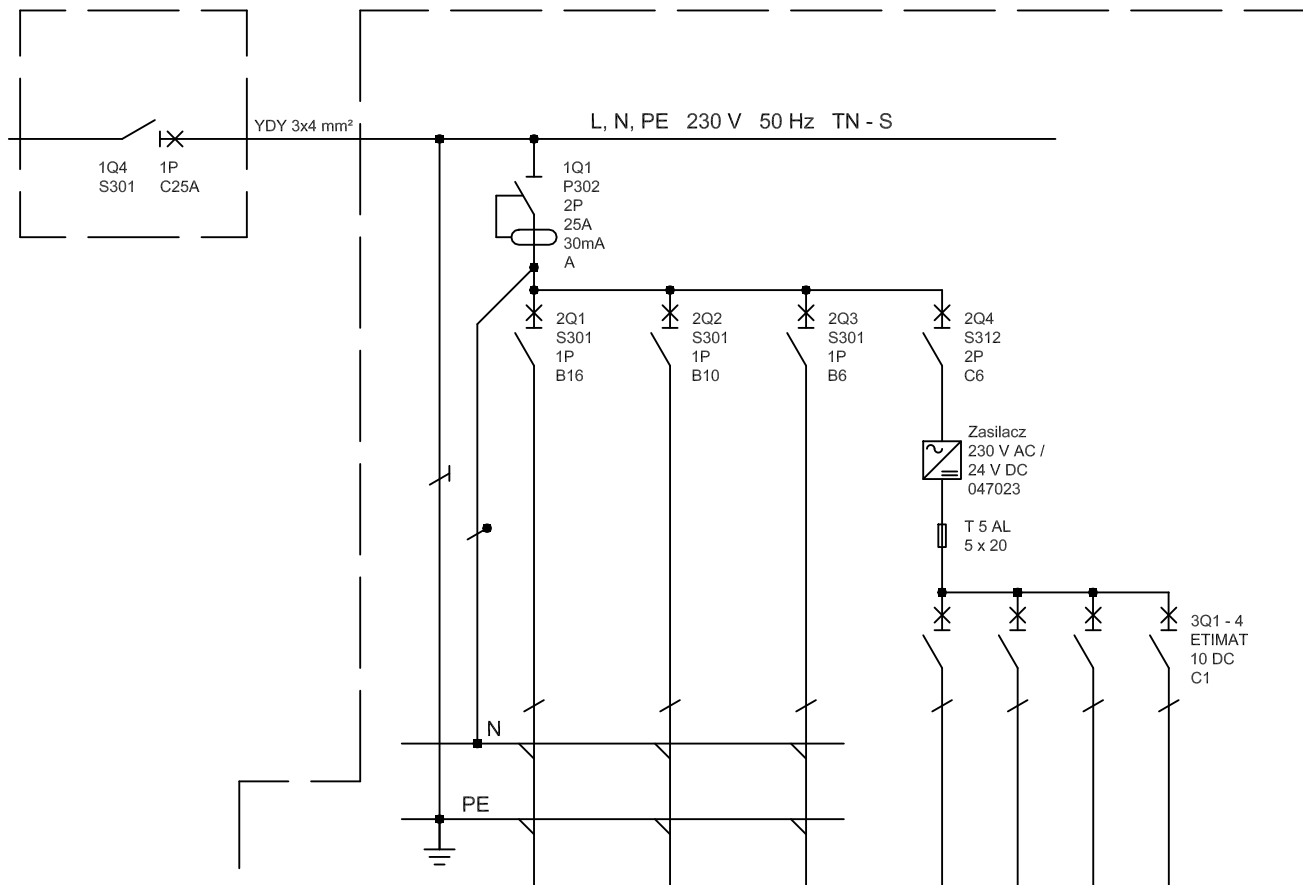 YDY 3x4 mm²
L, N, PE 230 V 50 Hz TN - S
1Q4 1P
S301 C25A
1Q1
P302
2P
25A
30mA
A
2Q1
S301
1P
B16
2Q2
S301
1P
B10
2Q3
S301
1P
B6
2Q4
S312
2P
C6
Zasilacz
230 V AC /
24 V DC
047023
T 5 AL
5 x 20
3Q1 - 4
ETIMAT
10 DC
C1
N
PE